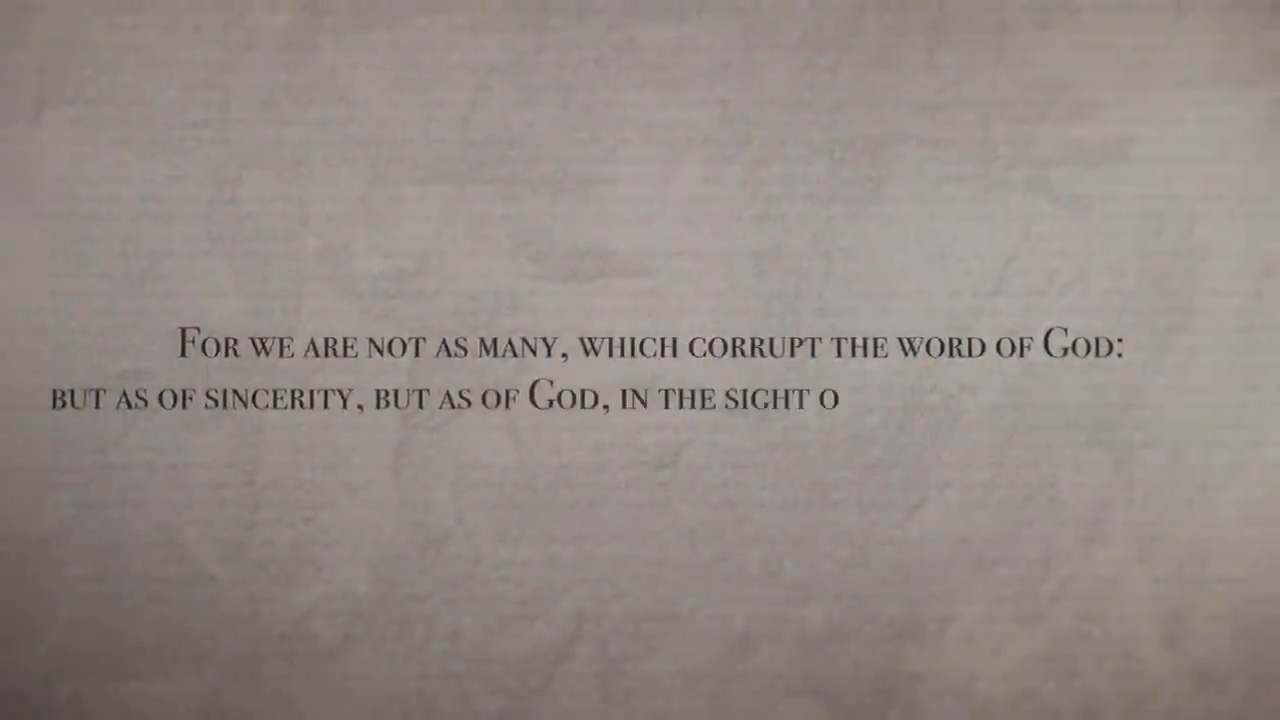 For we are not as many, which corrupt the word of God:
but as of sincerity, but as of God, in the sight o